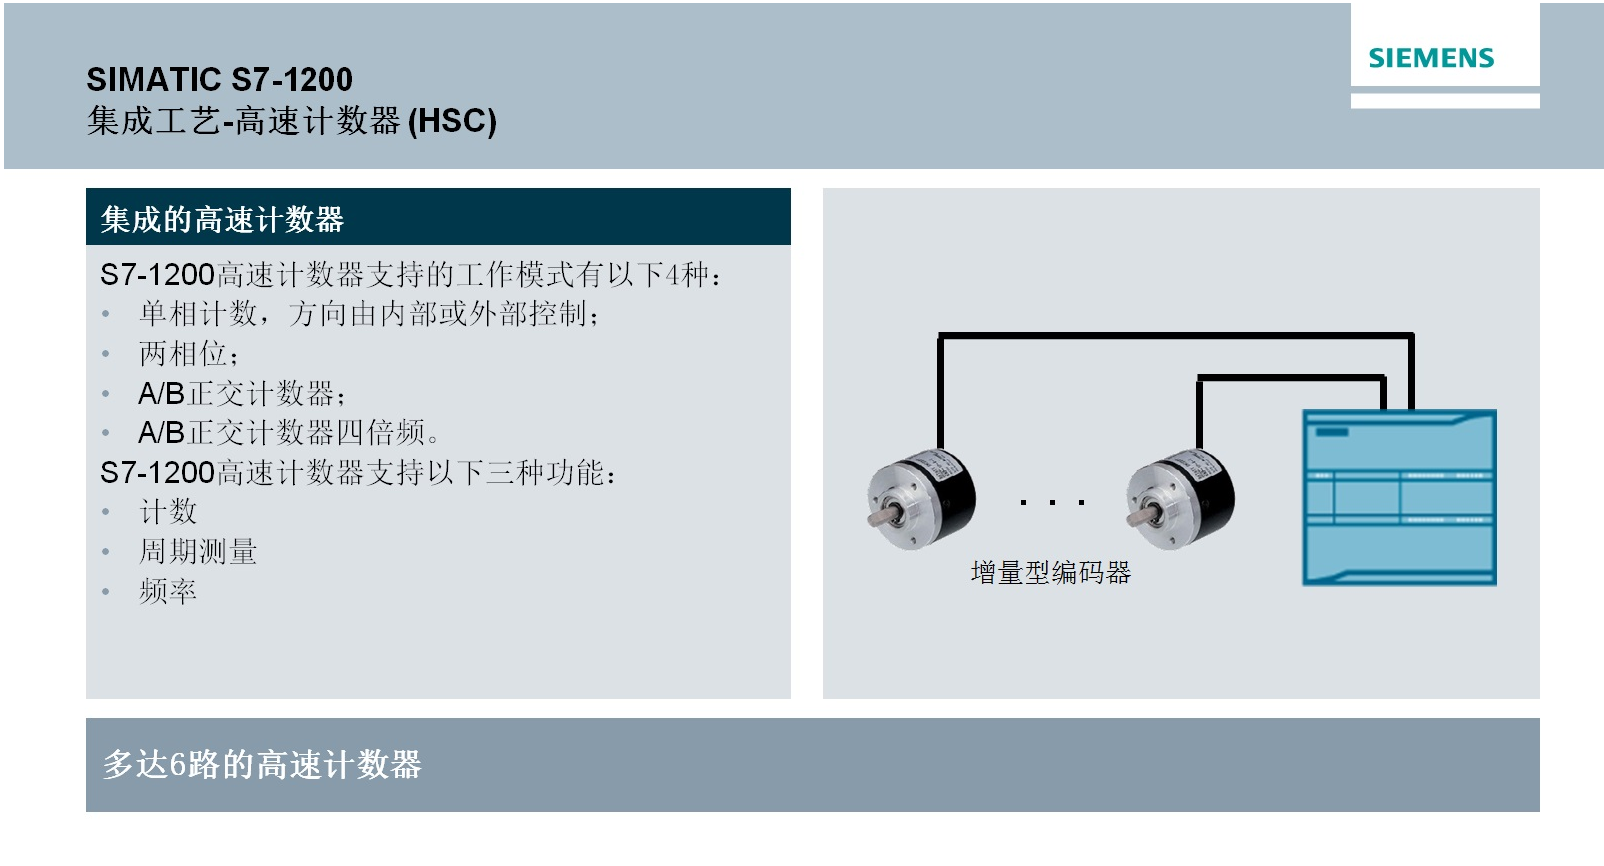 SIEMENS
SIMATIC S7-1200
集成工艺-高速计数器 (HSC)
集成的高速计数器
S7-1200高速计数器支持的工作模式有以下4种：
• 单相计数，方向由内部或外部控制；
• 两相位；
• A/B正交计数器；
• A/B正交计数器四倍频。
S7-1200高速计数器支持以下三种功能：
• 计数
• 周期测量
• 频率
. . .
增量型编码器
多达6路的高速计数器